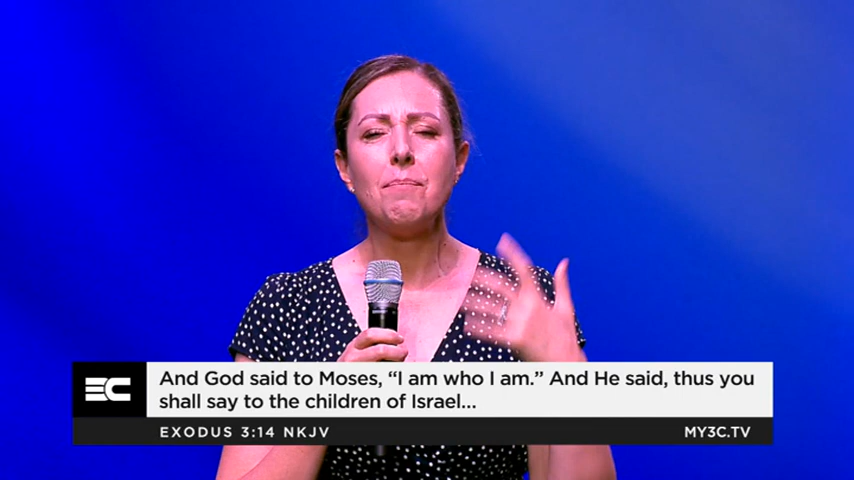 And God said to Moses, “I am who I am.” And He said, thus you
shall say to the children of Israel...
EXODUS 3:14 NKJV
MY3C.TV